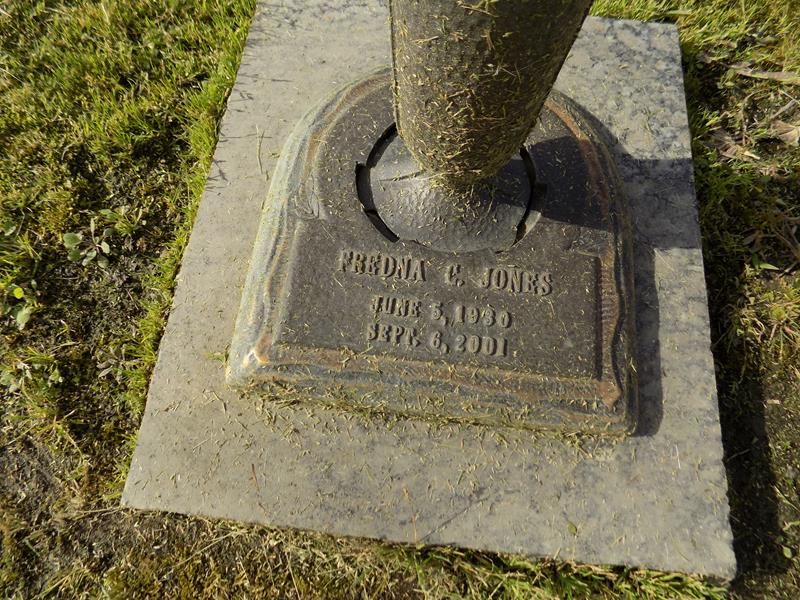 FREDNA C. JONES
JUNE 5, 1930
SEPT. 6, 2001